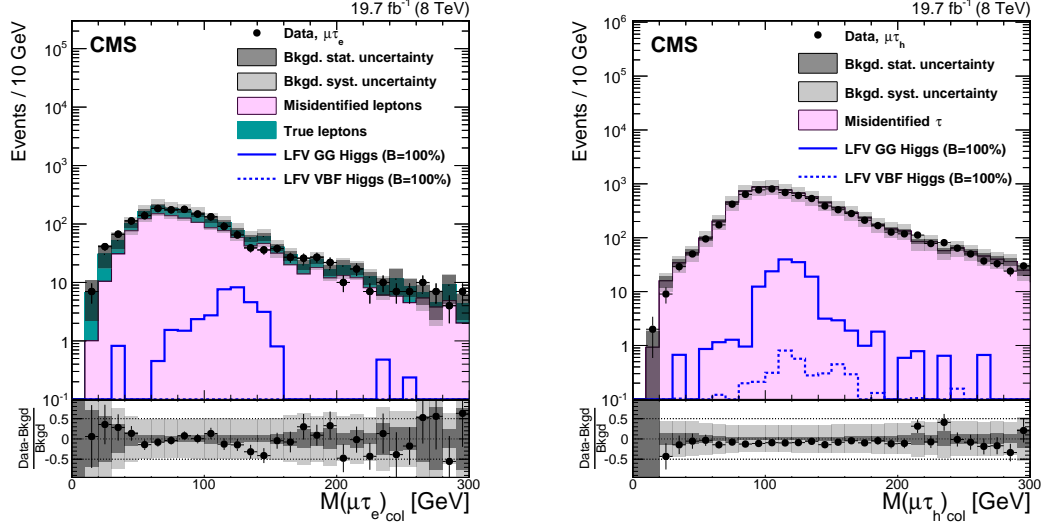 19.7 fb⁻¹ (8 TeV)
CMS
Data, μτₑ
Bkgd. stat. uncertainty
Bkgd. syst. uncertainty
Misidentified leptons
True leptons
LFV GG Higgs (B=100%)
LFV VBF Higgs (B=100%)
Events / 10 GeV
10⁵
10⁴
10³
10²
10
1
10⁻¹
Data-Bkgd
Bkgd
0.5
0
-0.5
0 100 200 300
M(μτₑ)col [GeV]
19.7 fb⁻¹ (8 TeV)
CMS
Data, μτₕ
Bkgd. stat. uncertainty
Bkgd. syst. uncertainty
Misidentified τ
LFV GG Higgs (B=100%)
LFV VBF Higgs (B=100%)
Events / 10 GeV
10⁶
10⁵
10⁴
10³
10²
10
1
10⁻¹
Data-Bkgd
Bkgd
0.5
0
-0.5
0 100 200 300
M(μτₕ)col [GeV]